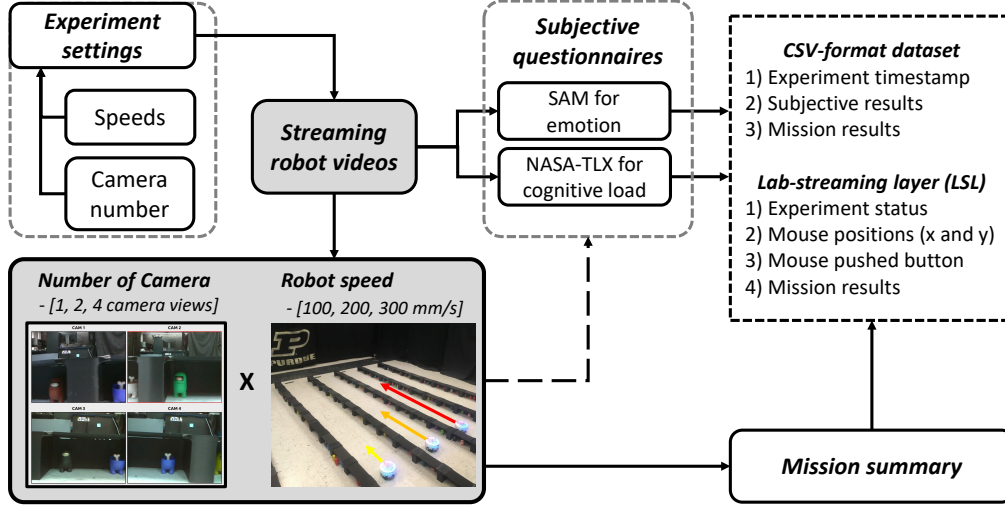 Experiment
settings
Speeds
Camera
number
Streaming
robot videos
Subjective
questionnaires
SAM for
emotion
NASA-TLX for
cognitive load
CSV-format dataset
1) Experiment timestamp
2) Subjective results
3) Mission results
Lab-streaming layer (LSL)
1) Experiment status
2) Mouse positions (x and y)
3) Mouse pushed button
4) Mission results
Number of Camera
- [1, 2, 4 camera views]
CAM 1
CAM 2
CAM 3
CAM 4
X
Robot speed
- [100, 200, 300 mm/s]
P
PURDUE
Mission summary